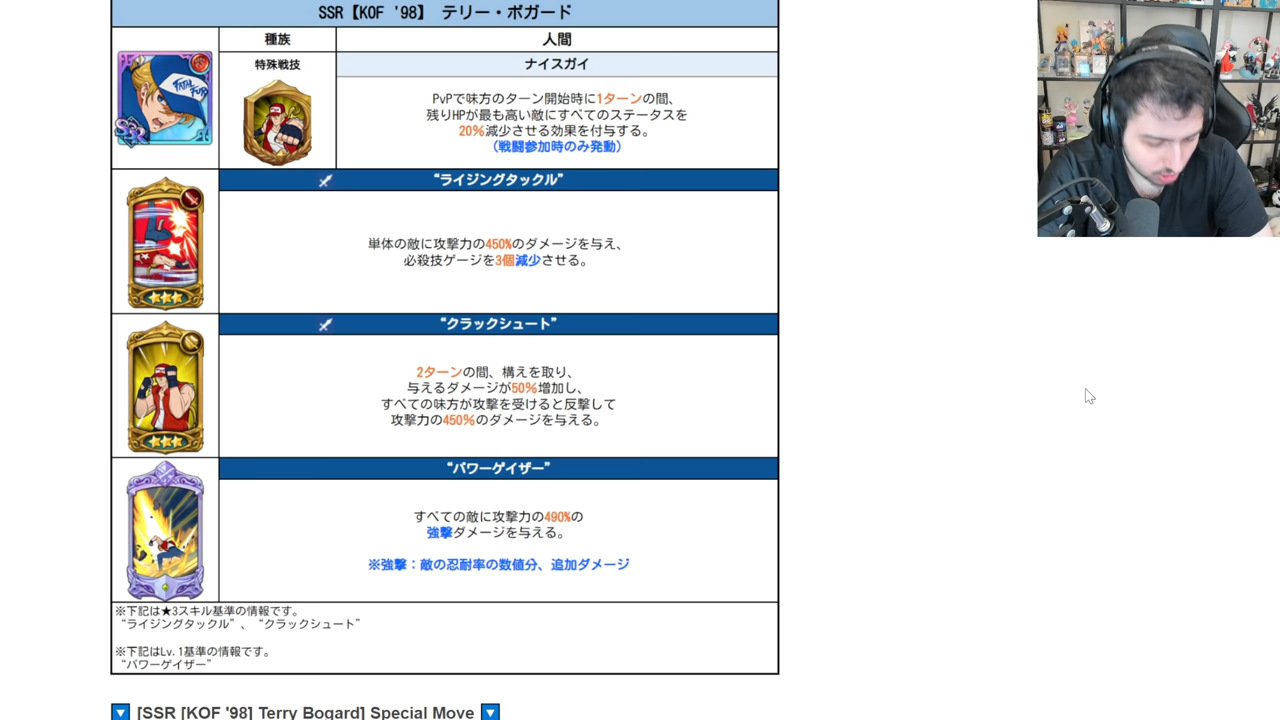 SSR【KOF '98】 テリー・ボガード
種族
人間
特殊戦技
ナイスガイ
FATAL FURY
SSR
PvPで味方のターン開始時に1ターンの間、
残りHPが最も高い敵にすべてのステータスを
20%減少させる効果を付与する。
(戦闘参加時のみ発動)
“ライジングタックル”
単体の敵に攻撃力の450%のダメージを与え、
必殺技ゲージを3個減少させる。
“クラックシュート”
2ターンの間、構えを取り、
与えるダメージが50%増加し、
すべての味方が攻撃を受けると反撃して
攻撃力の450%のダメージを与える。
“パワーゲイザー”
すべての敵に攻撃力の490%の
強撃ダメージを与える。
※強撃：敵の忍耐率の数値分、追加ダメージ
※下記は★3スキル基準の情報です。
“ライジングタックル”、“クラックシュート”
※下記はLv.1基準の情報です。
“パワーゲイザー”
[SSR [KOF '98] Terry Bogard] Special Move